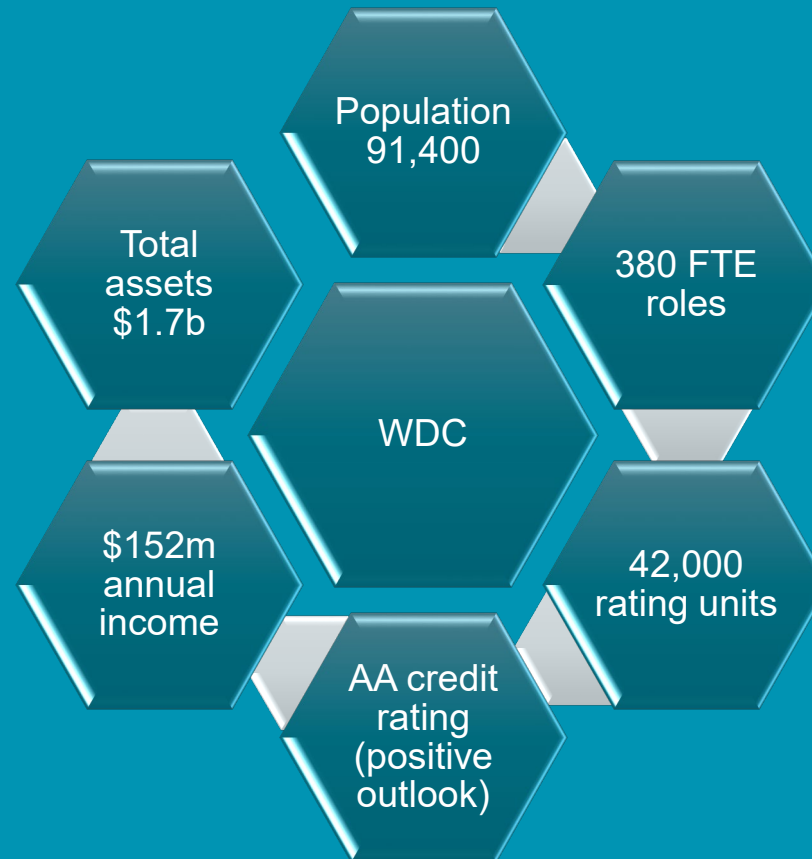 Population
91,400
380 FTE
roles
42,000
rating units
AA credit
rating
(positive
outlook)
$152m
annual
income
Total
assets
$1.7b
WDC